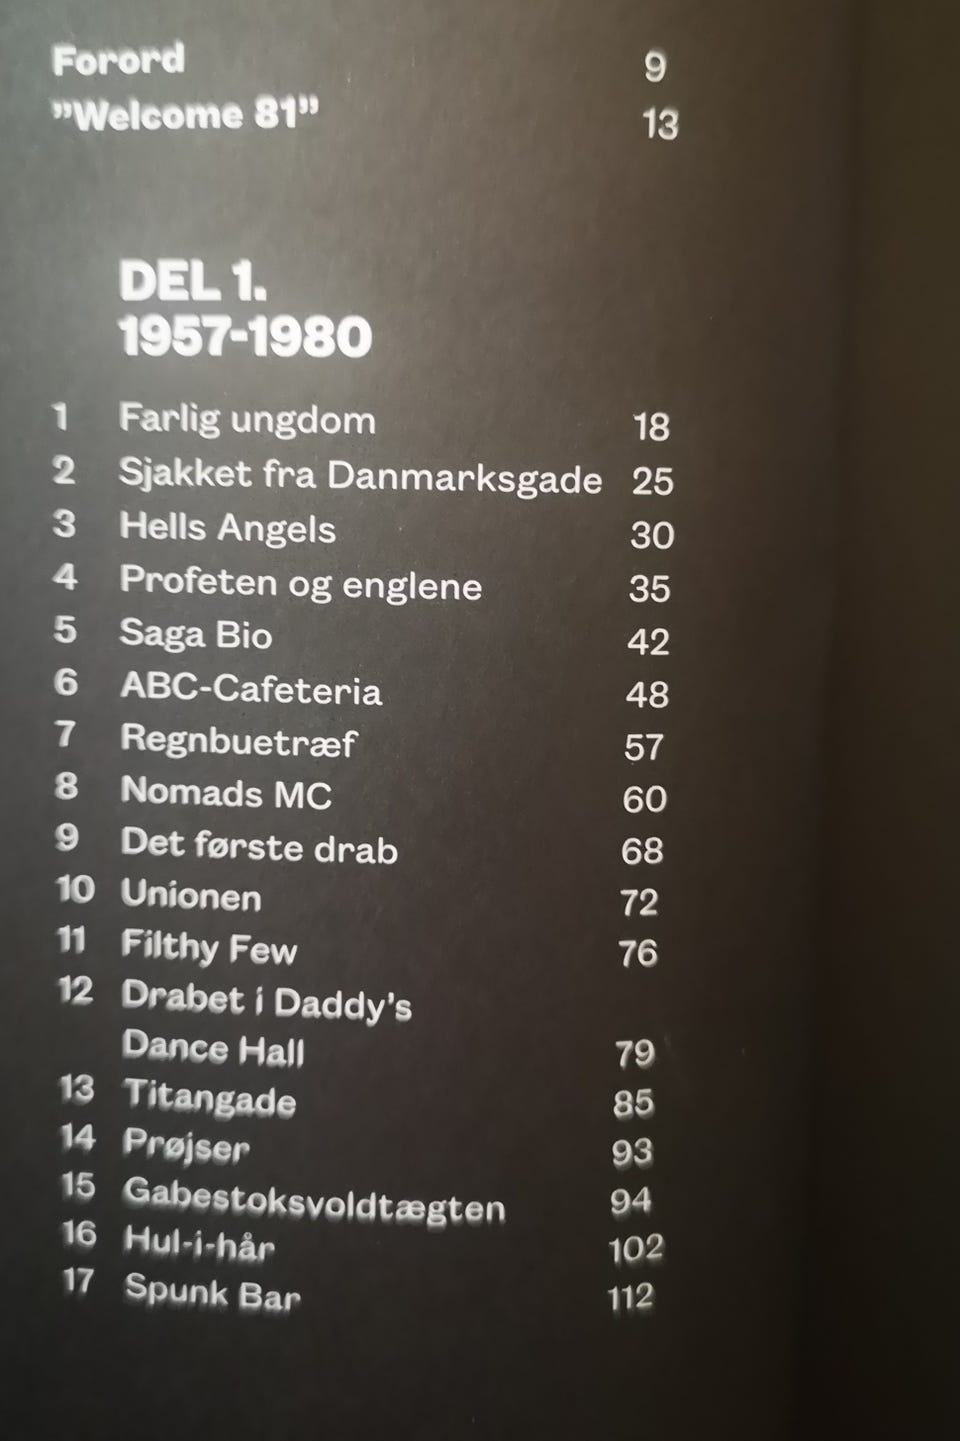 Forord 9
”Welcome 81” 13
DEL 1.
1957-1980
1 Farlig ungdom 18
2 Sjakket fra Danmarksgade 25
3 Hells Angels 30
4 Profeten og englene 35
5 Saga Bio 42
6 ABC-Cafeteria 48
7 Regnbuetræf 57
8 Nomads MC 60
9 Det første drab 68
10 Unionen 72
11 Filthy Few 76
12 Drabet i Daddy’s
Dance Hall 79
13 Titangade 85
14 Prøjser 93
15 Gabestoksvoldtægten 94
16 Hul-i-hår 102
17 Spunk Bar 112